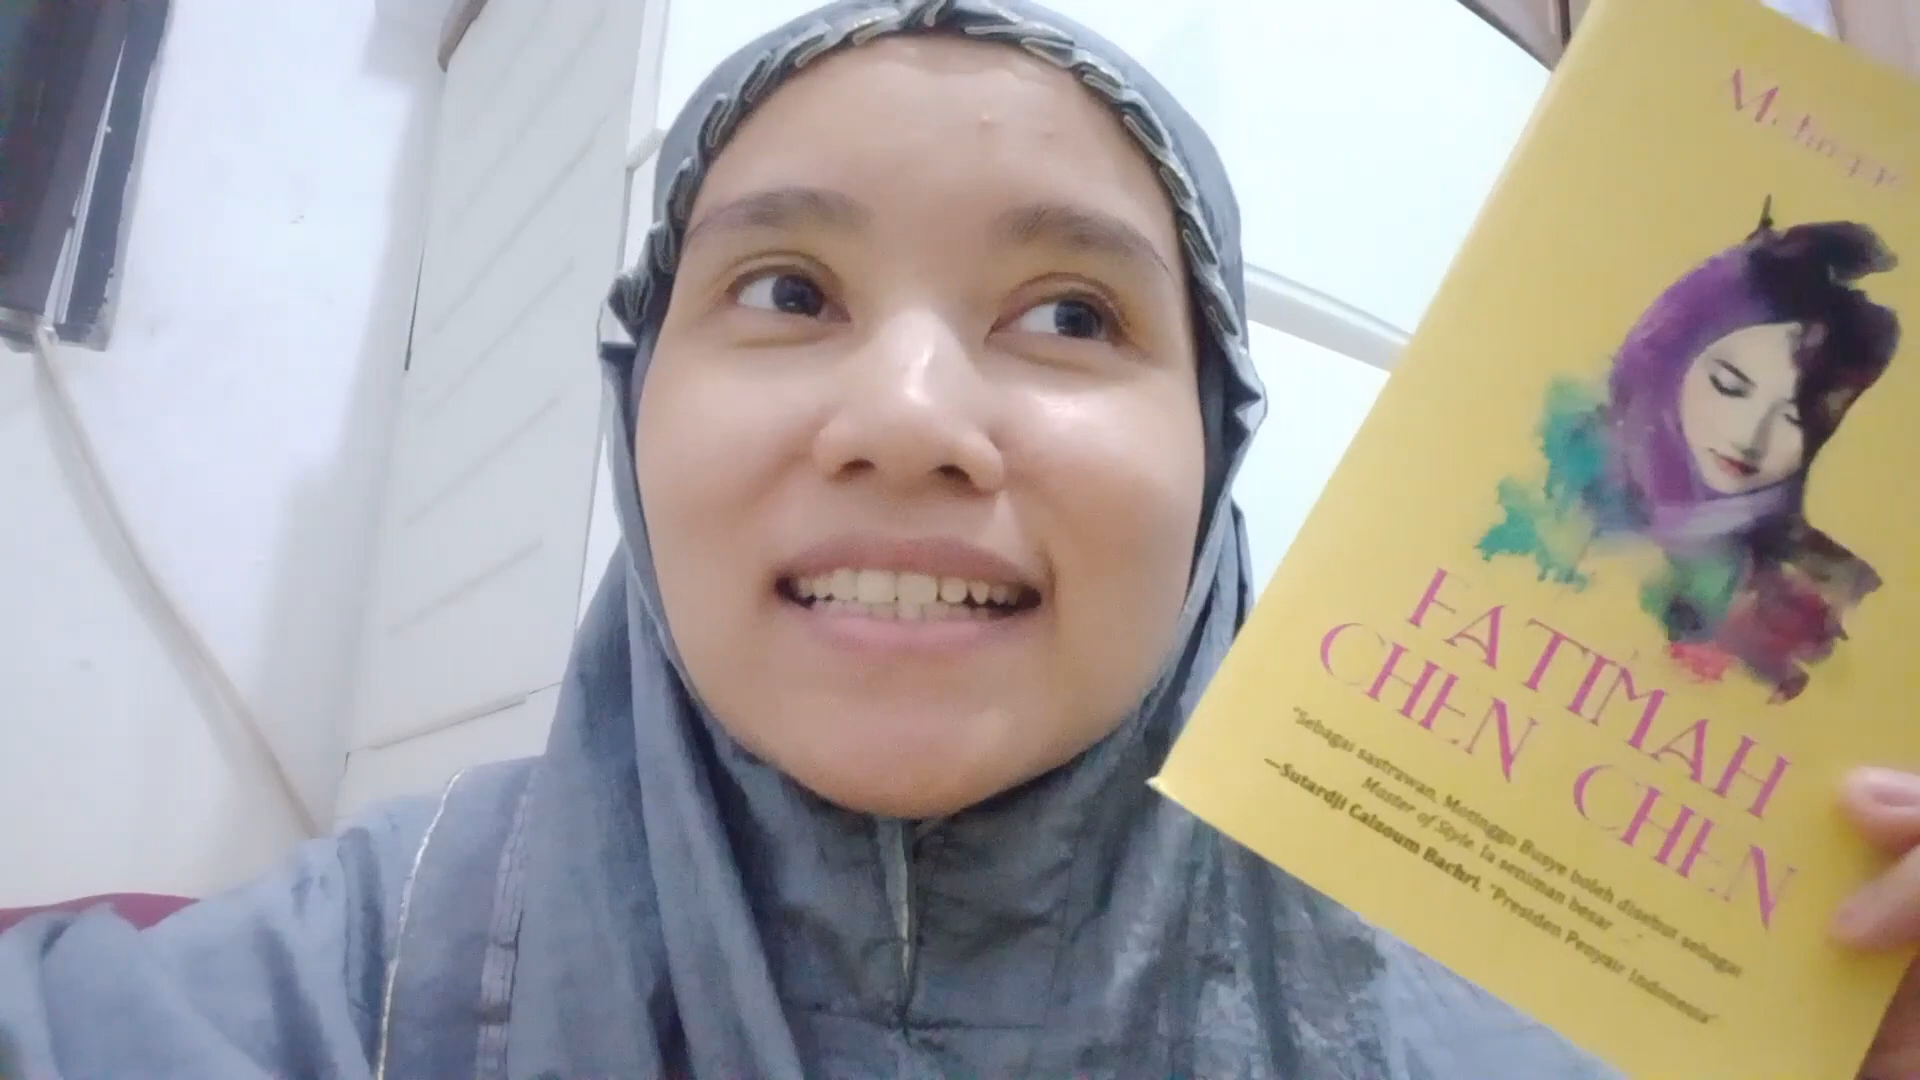 Motinggo
FATIMAH
CHEN CHEN
"Sebagai sastrawan, Motinggo Busye boleh disebut sebagai
Master of Style. Ia seniman besar ..."
—Sutardji Calzoum Bachri, "Presiden Penyair Indonesia"